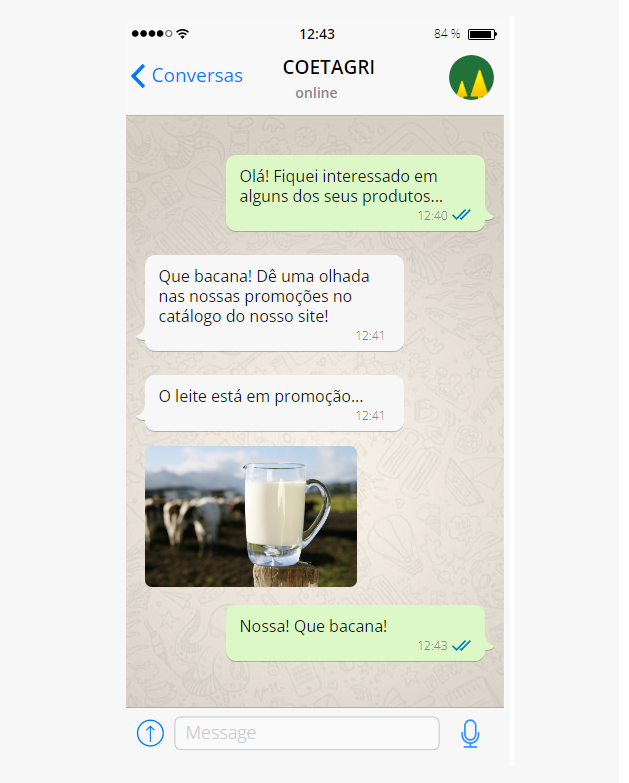 12:43
84 %
Conversas
COETAGRI
online
Olá! Fiquei interessado em
alguns dos seus produtos...
12:40
Que bacana! Dê uma olhada
nas nossas promoções no
catálogo do nosso site!
12:41
O leite está em promoção...
12:41
Nossa! Que bacana!
12:43
Message